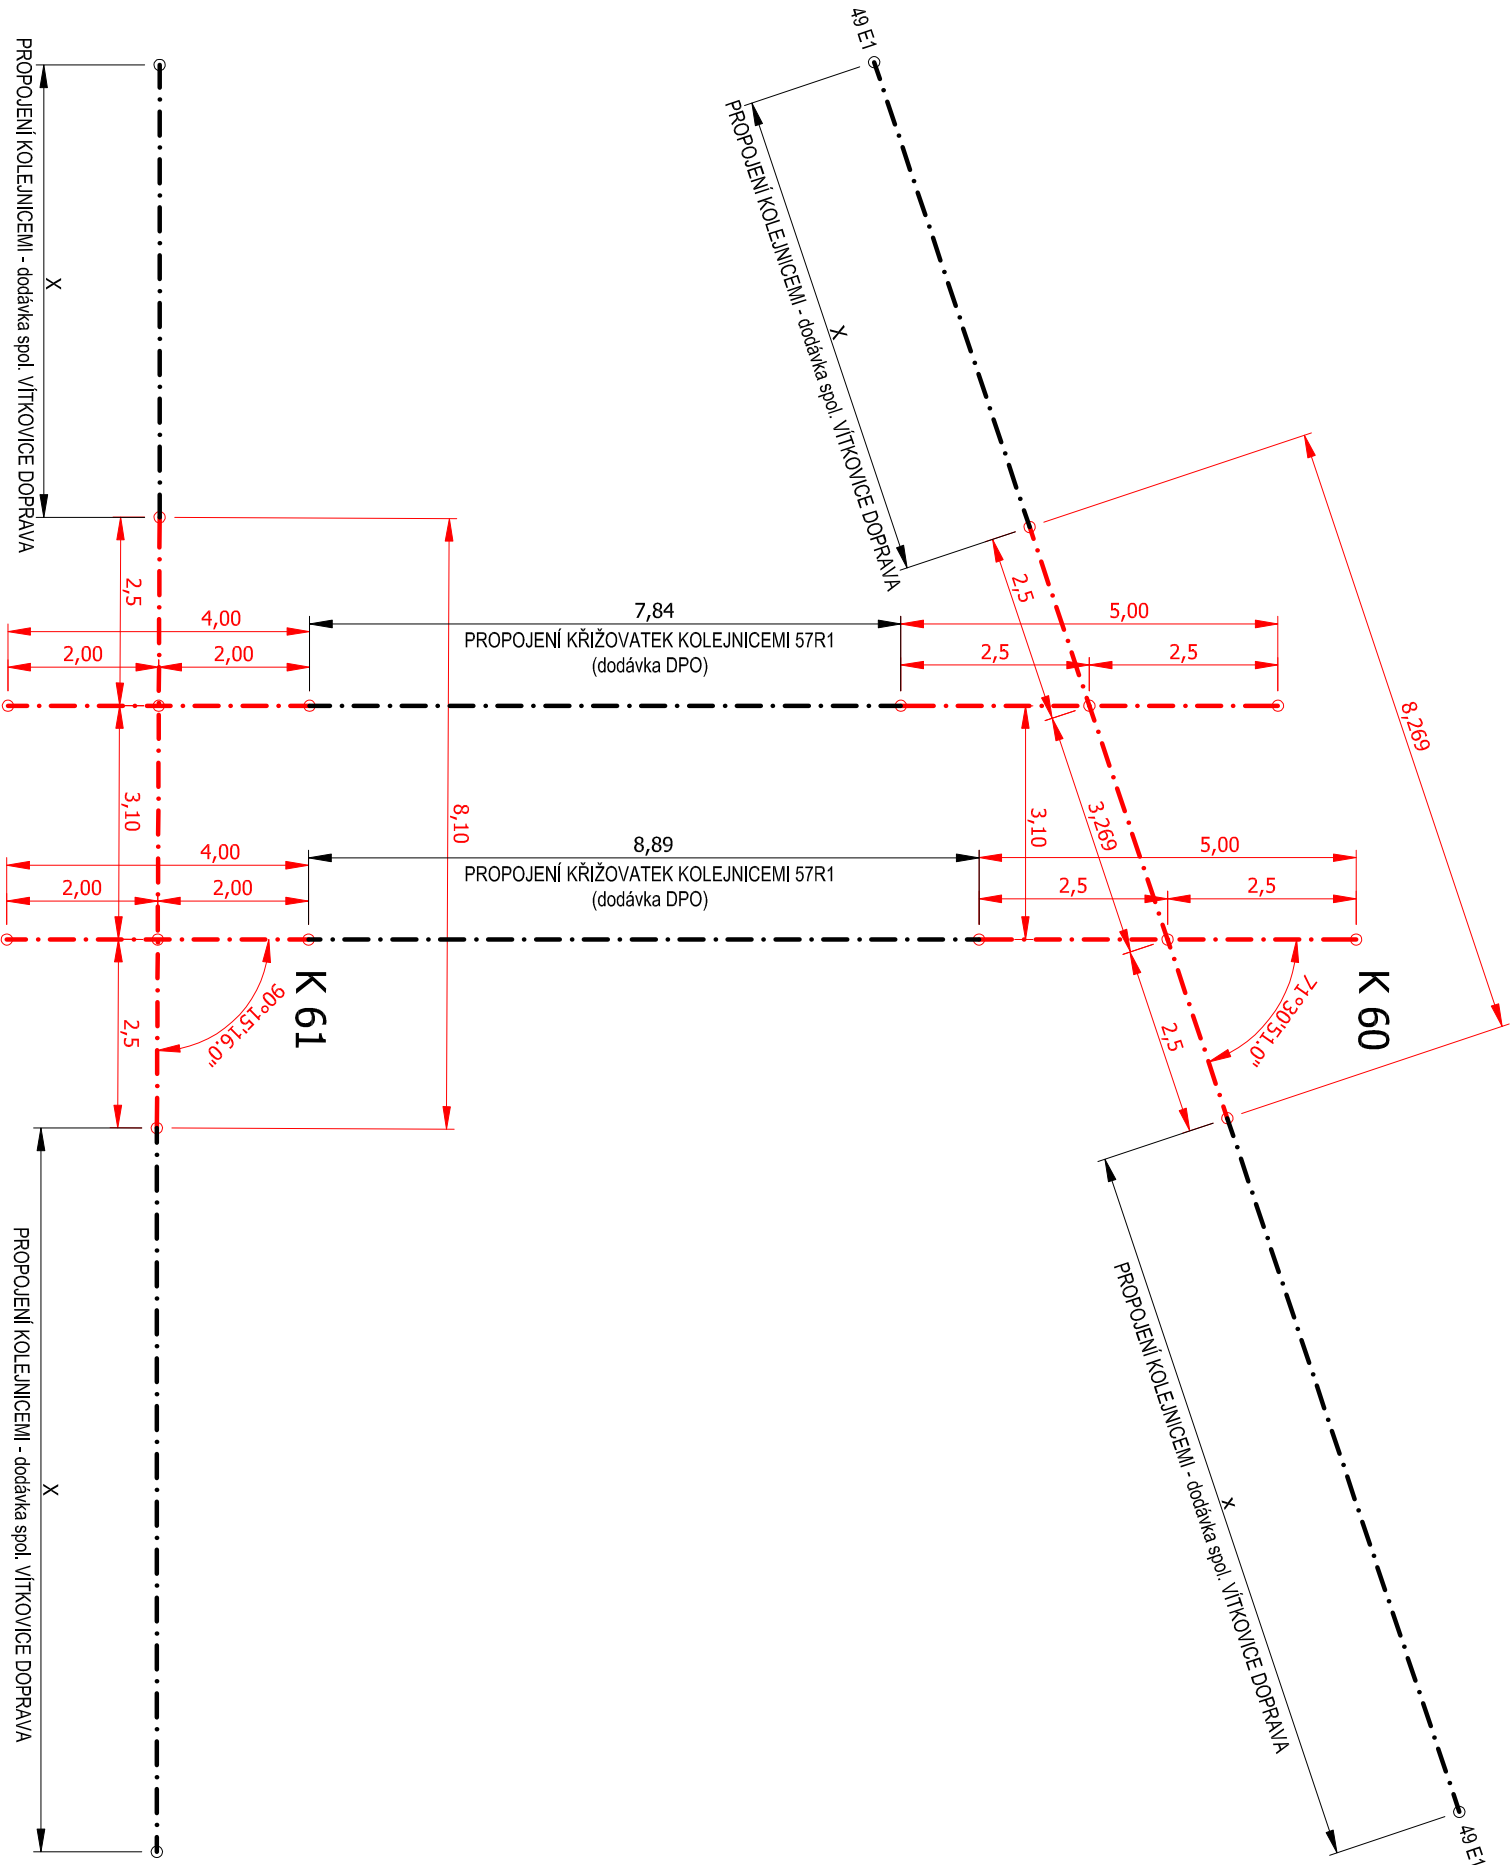 49 E1
PROPOJENÍ KOLEJNICEMI - dodávka spol. VÍTKOVICE DOPRAVA
X
PROPOJENÍ KOLEJNICEMI - dodávka spol. VÍTKOVICE DOPRAVA
X
2,5
4,00
2,00
2,00
7,84
PROPOJENÍ KŘIŽOVATEK KOLEJNICEMI 57R1
(dodávka DPO)
2,5
5,00
2,5
2,5
8,269
3,10
8,10
3,10
3,269
4,00
2,00
2,00
8,89
PROPOJENÍ KŘIŽOVATEK KOLEJNICEMI 57R1
(dodávka DPO)
5,00
2,5
2,5
2,5
90°15'16.0"
K 61
2,5
71°30'51.0"
K 60
PROPOJENÍ KOLEJNICEMI - dodávka spol. VÍTKOVICE DOPRAVA
X
PROPOJENÍ KOLEJNICEMI - dodávka spol. VÍTKOVICE DOPRAVA
X
49 E1